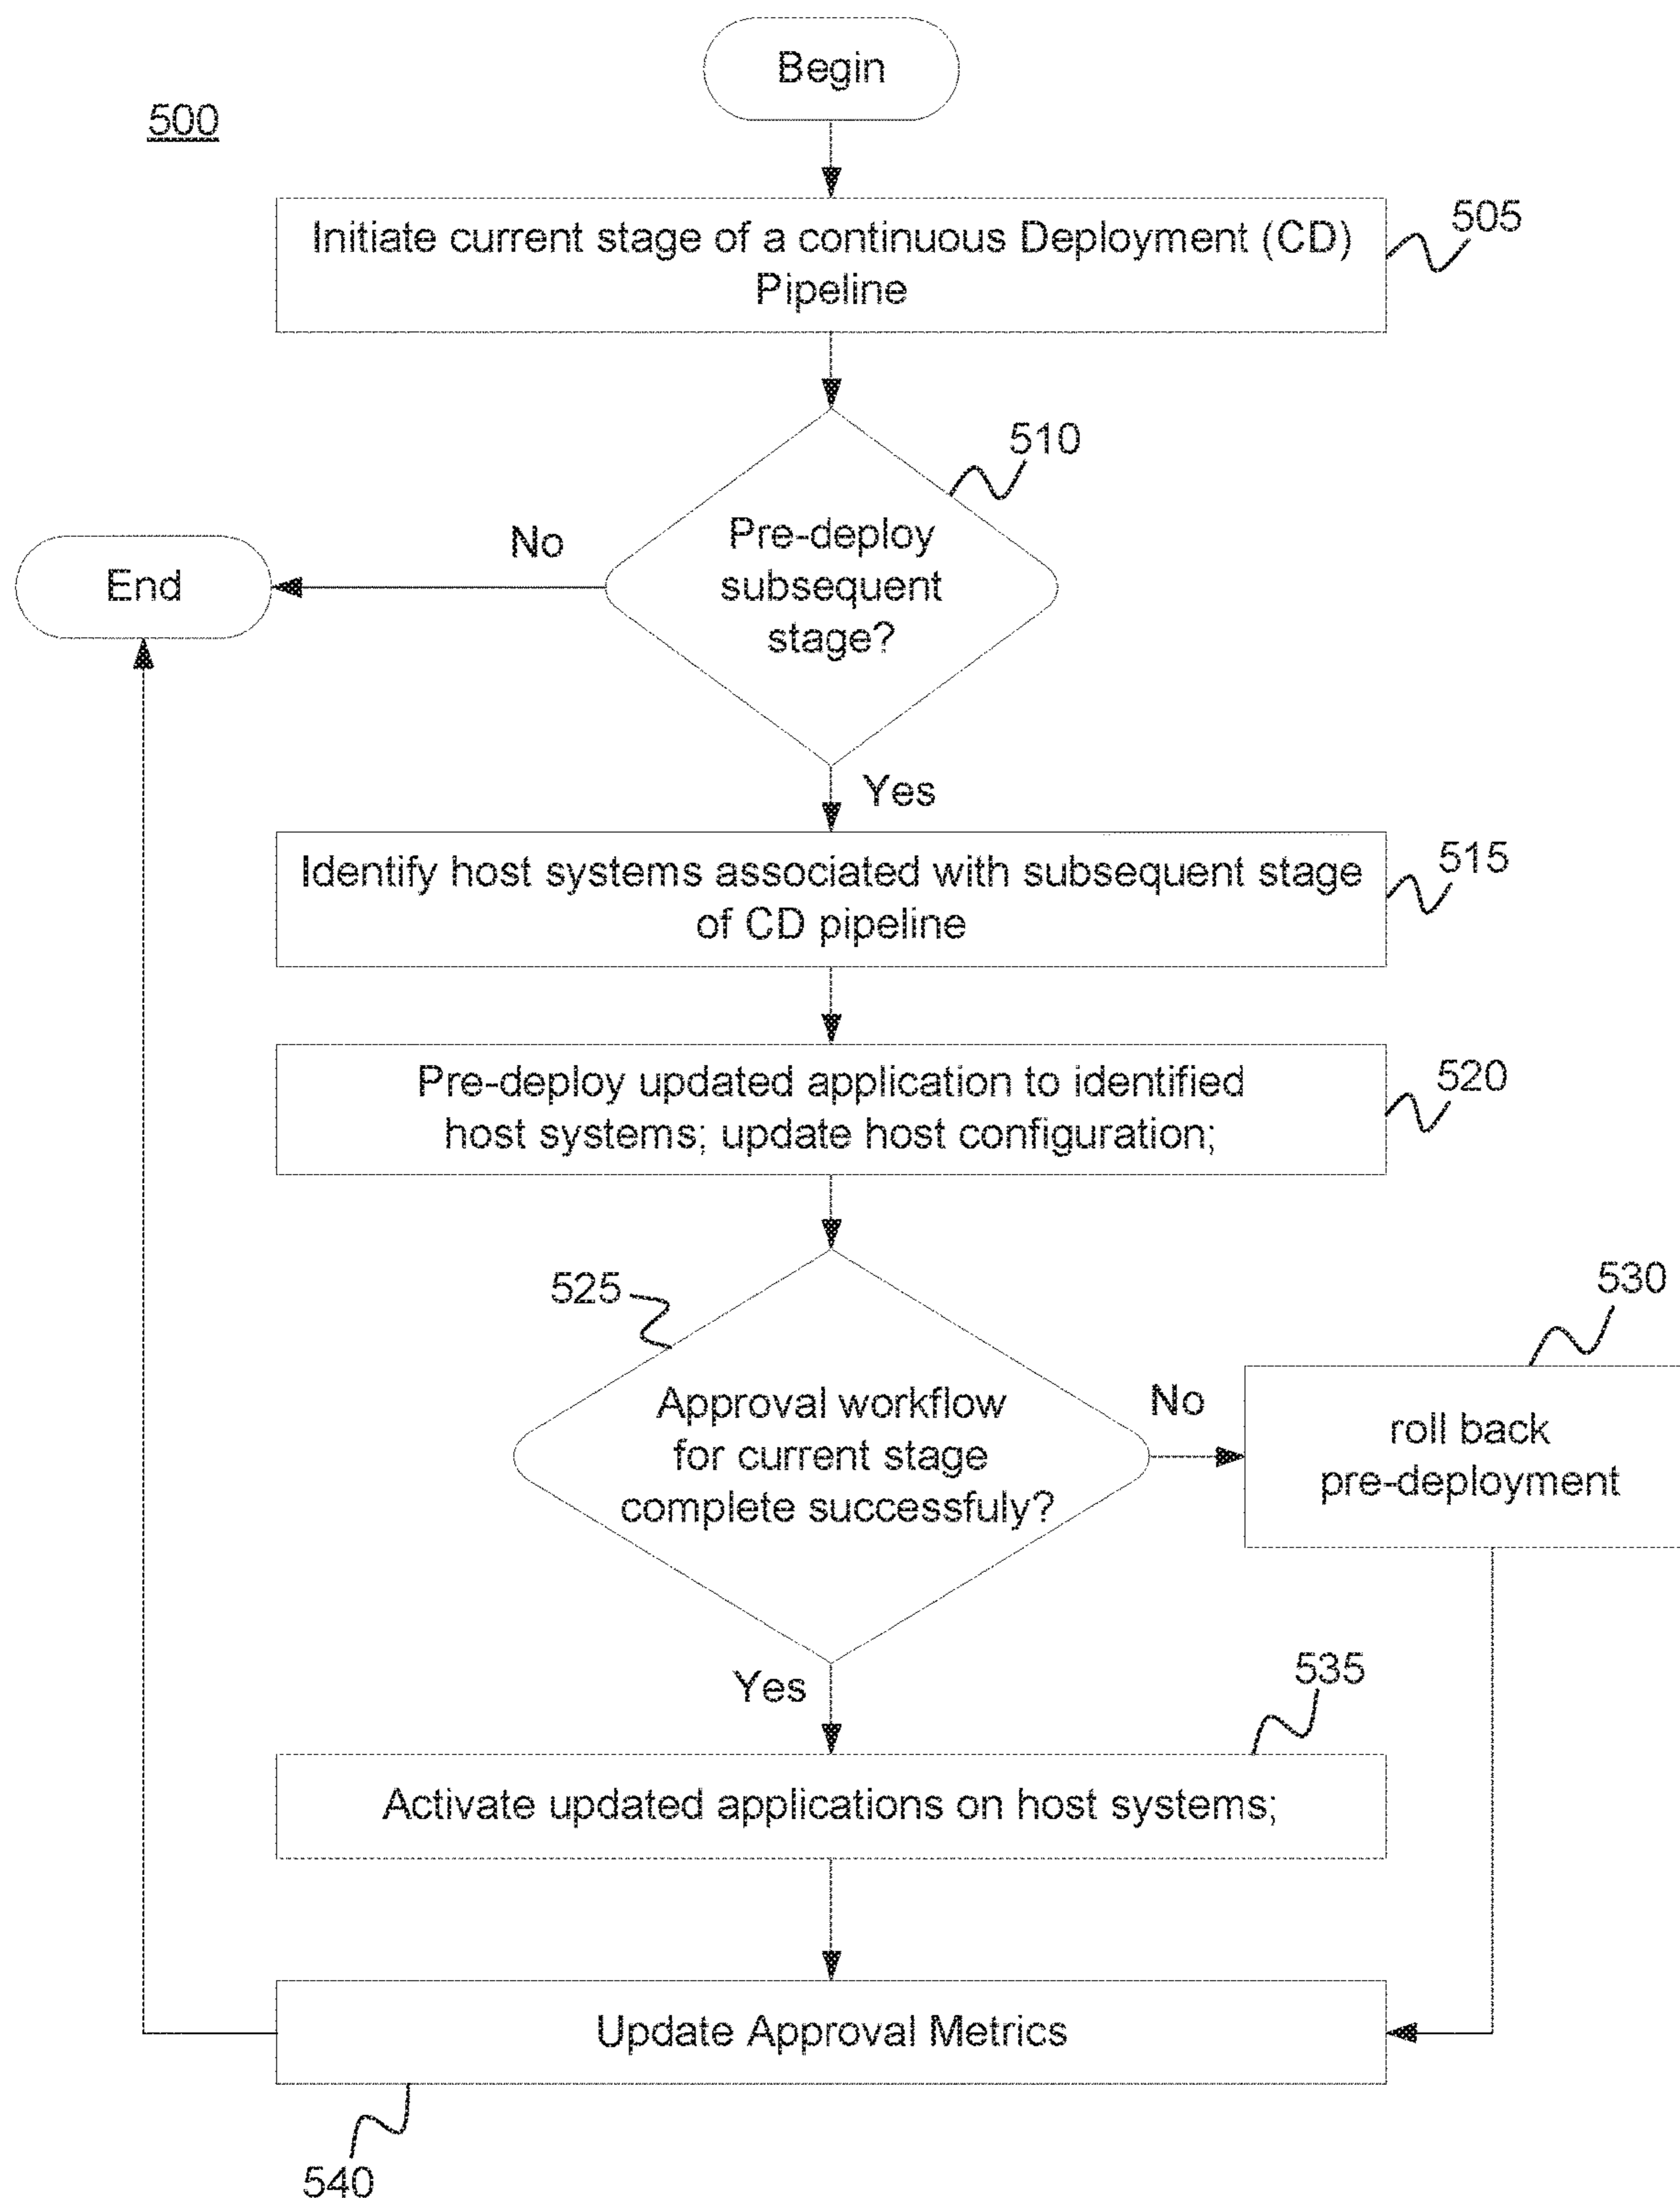 Begin
500
Initiate current stage of a continuous Deployment (CD)
Pipeline
505
510
Pre-deploy
subsequent
stage?
No
End
Yes
Identify host systems associated with subsequent stage
of CD pipeline
515
Pre-deploy updated application to identified
host systems; update host configuration;
520
525
Approval workflow
for current stage
complete successfuly?
No
530
roll back
pre-deployment
Yes
535
Activate updated applications on host systems;
Update Approval Metrics
540